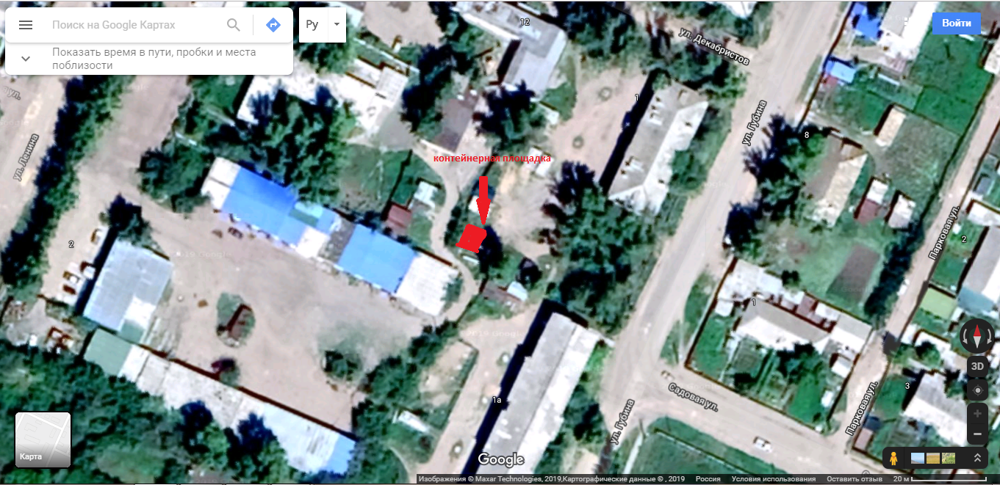 Поиск на Google Картах
Ру
Войти
Показать время в пути, пробки и места
поблизости
12
ул. Декабристов
1
ул. Губина
8
ул. Ленина
контейнерная площадка
Парковая ул.
2
2
1
3D
1а
Садовая ул.
3
Парковая ул.
ул. Губина
Карта
Google
Изображения © Maxar Technologies, 2019,Картографические данные © , 2019 Россия Условия использования Оставить отзыв 20 м